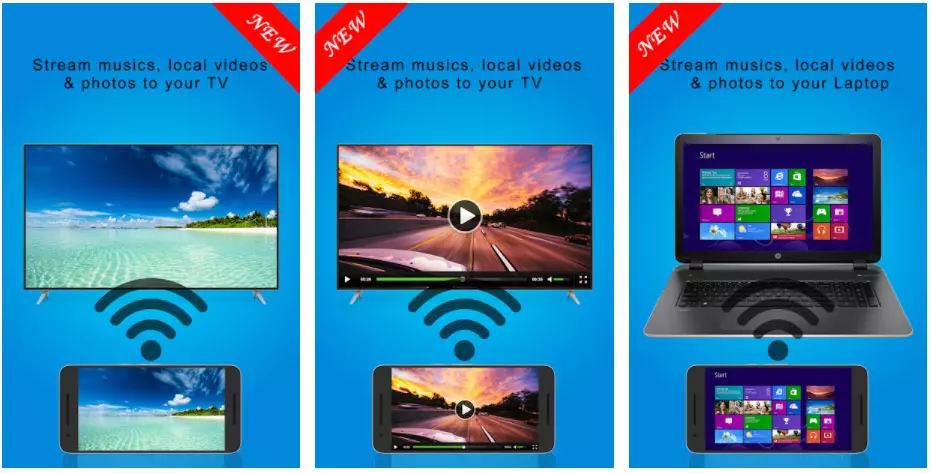 NEW
Stream musics, local videos
& photos to your TV
NEW
Stream musics, local videos
& photos to your TV
NEW
Stream musics, local videos
& photos to your Laptop
Start
Start